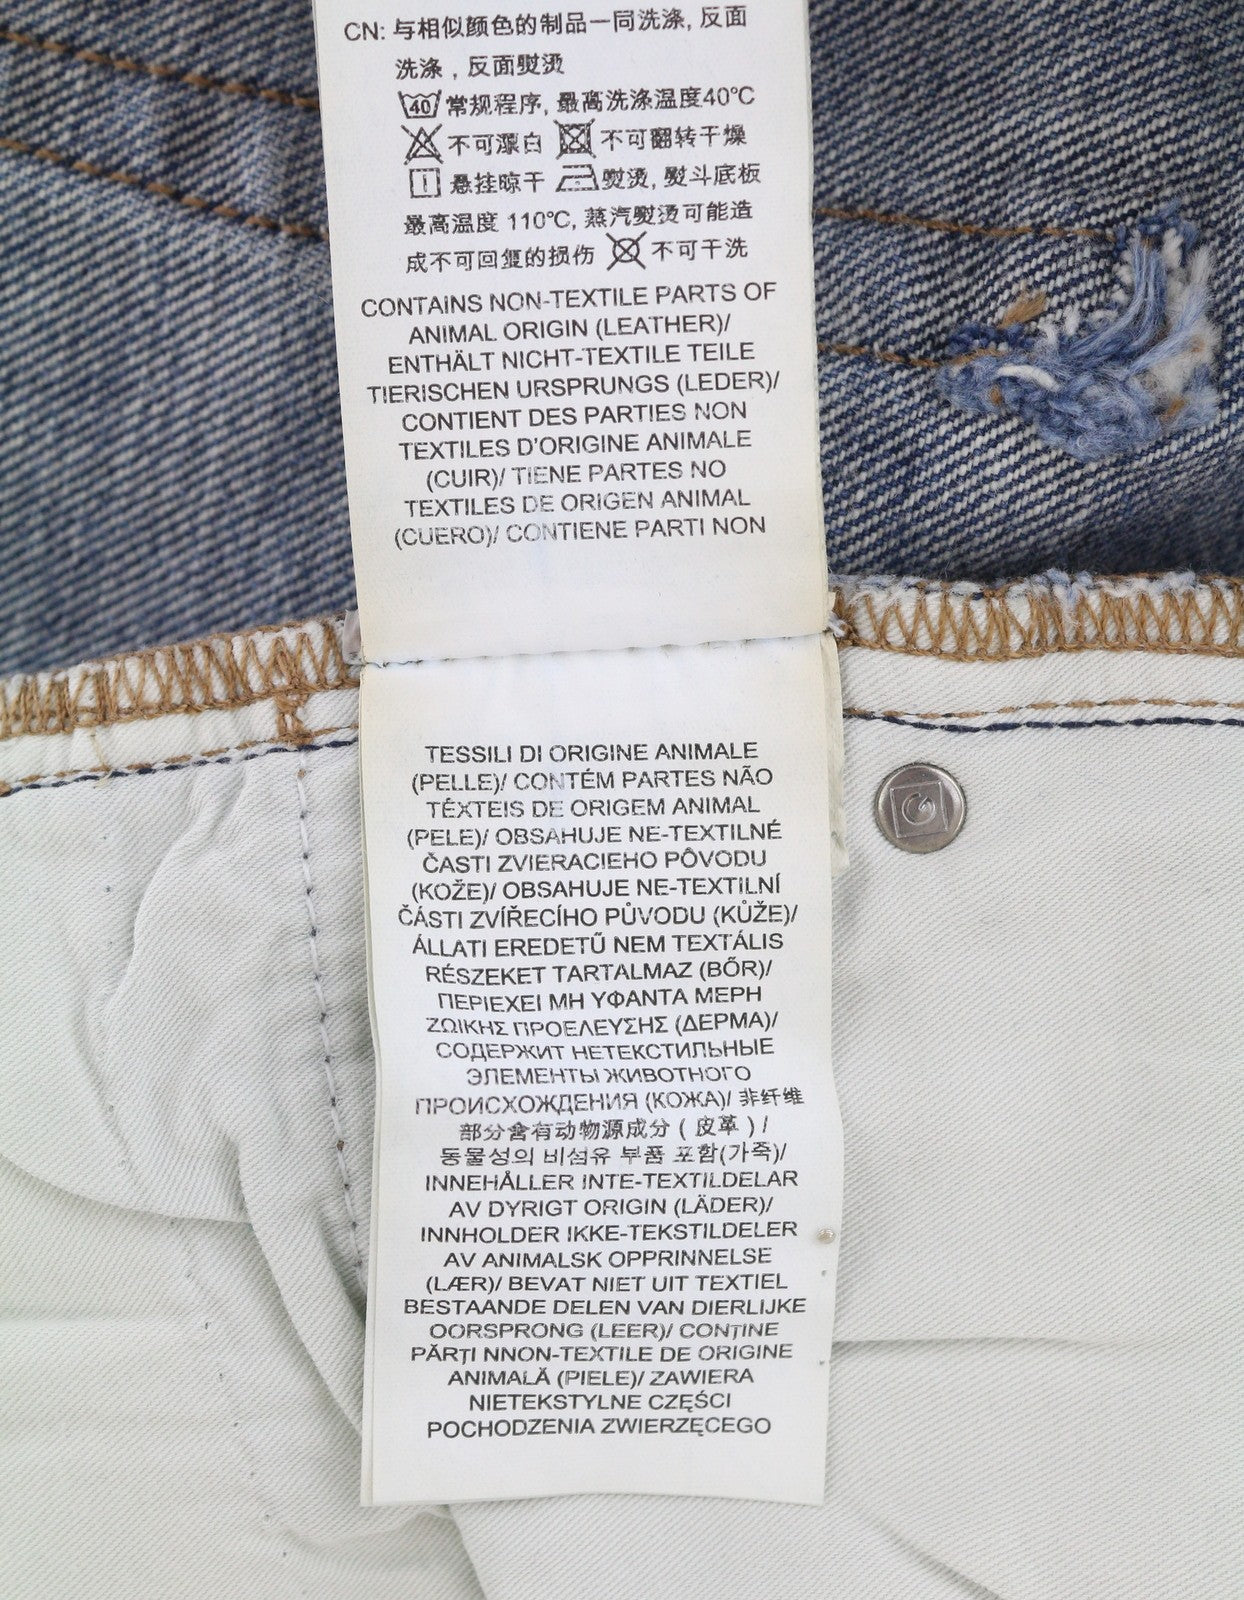 CN: 与相似颜色的制品一同洗涤, 反面
洗涤 , 反面熨烫
40 常规程序, 最高洗涤温度40℃
不可漂白 不可翻转干燥
悬挂晾干 熨烫, 熨斗底板
最高温度 110℃, 蒸汽熨烫可能造
成不可回复的损伤 不可干洗
CONTAINS NON-TEXTILE PARTS OF
ANIMAL ORIGIN (LEATHER)/
ENTHÄLT NICHT-TEXTILE TEILE
TIERISCHEN URSPRUNGS (LEDER)/
CONTIENT DES PARTIES NON
TEXTILES D'ORIGINE ANIMALE
(CUIR)/ TIENE PARTES NO
TEXTILES DE ORIGEN ANIMAL
(CUERO)/ CONTIENE PARTI NON
TESSILI DI ORIGINE ANIMALE
(PELLE)/ CONTÉM PARTES NÃO
TÉXTEIS DE ORIGEM ANIMAL
(PELE)/ OBSAHUJE NE-TEXTILNÉ
ČASTI ZVIERACIEHO PÔVODU
(KOŽE)/ OBSAHUJE NE-TEXTILNÍ
ČÁSTI ZVÍŘECÍHO PŮVODU (KŮŽE)/
ÁLLATI EREDETŰ NEM TEXTÁLIS
RÉSZEKET TARTALMAZ (BŐR)/
ΠΕΡΙΕΧΕΙ ΜΗ ΥΦΑΝΤΑ ΜΕΡΗ
ΖΩΙΚΗΣ ΠΡΟΕΛΕΥΣΗΣ (ΔΕΡΜΑ)/
СОДЕРЖИТ НЕТЕКСТИЛЬНЫЕ
ЭЛЕМЕНТЫ ЖИВОТНОГО
ПРОИСХОЖДЕНИЯ (КОЖА)/ 非纤维
部分含有动物源成分 ( 皮革 ) /
동물성의 비섬유 부품 포함(가죽)/
INNEHÅLLER INTE-TEXTILDELAR
AV DYRIGT ORIGIN (LÄDER)/
INNHOLDER IKKE-TEKSTILDELER
AV ANIMALSK OPPRINNELSE
(LÆR)/ BEVAT NIET UIT TEXTIEL
BESTAANDE DELEN VAN DIERLIJKE
OORSPRONG (LEER)/ CONȚINE
PĂRȚI NNON-TEXTILE DE ORIGINE
ANIMALĂ (PIELE)/ ZAWIERA
NIETEKSTYLNE CZĘŚCI
POCHODZENIA ZWIERZĘCEGO